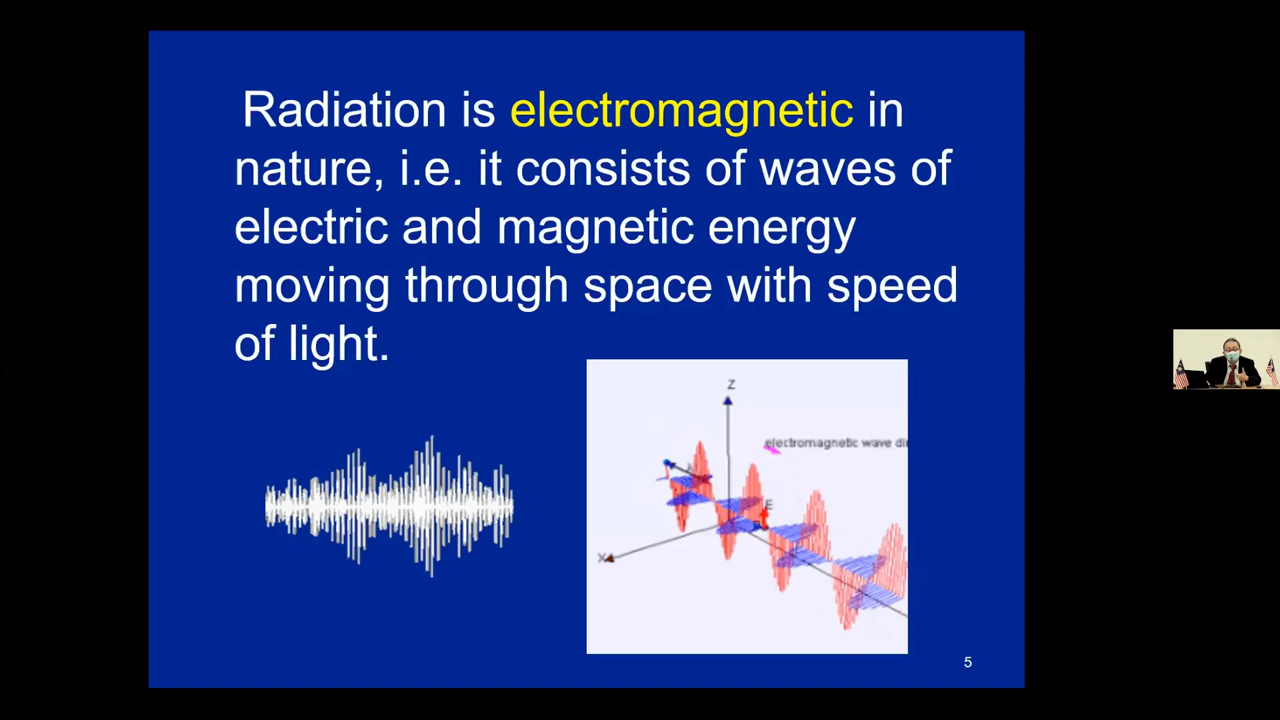 Radiation is electromagnetic in
nature, i.e. it consists of waves of
electric and magnetic energy
moving through space with speed
of light.
Z
electromagnetic wave di
E
X
5